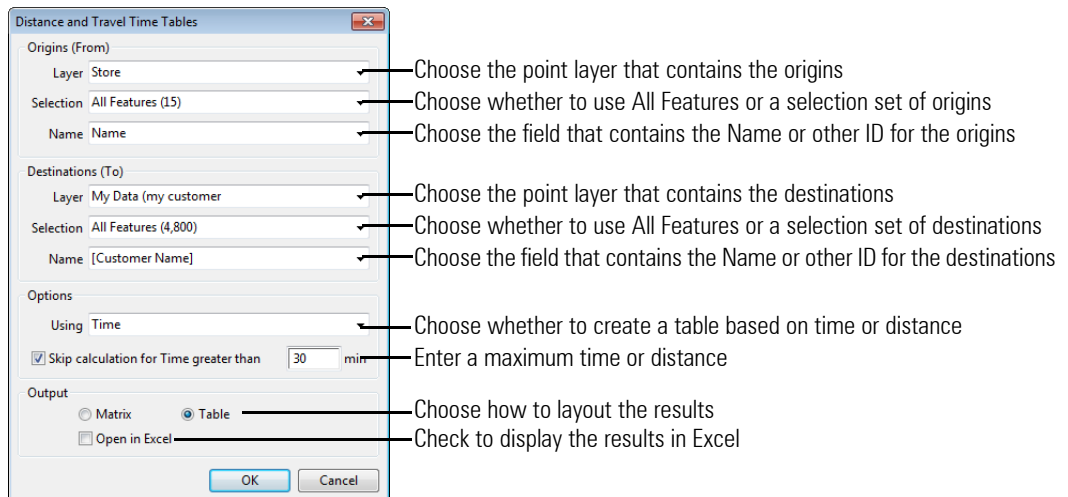 Distance and Travel Time Tables
Origins (From)
Layer Store Choose the point layer that contains the origins
Selection All Features (15) Choose whether to use All Features or a selection set of origins
Name Name Choose the field that contains the Name or other ID for the origins
Destinations (To)
Layer My Data (my customer Choose the point layer that contains the destinations
Selection All Features (4,800) Choose whether to use All Features or a selection set of destinations
Name [Customer Name] Choose the field that contains the Name or other ID for the destinations
Options
Using Time Choose whether to create a table based on time or distance
Skip calculation for Time greater than 30 min Enter a maximum time or distance
Output
Matrix Table Choose how to layout the results
Open in Excel Check to display the results in Excel
OK Cancel